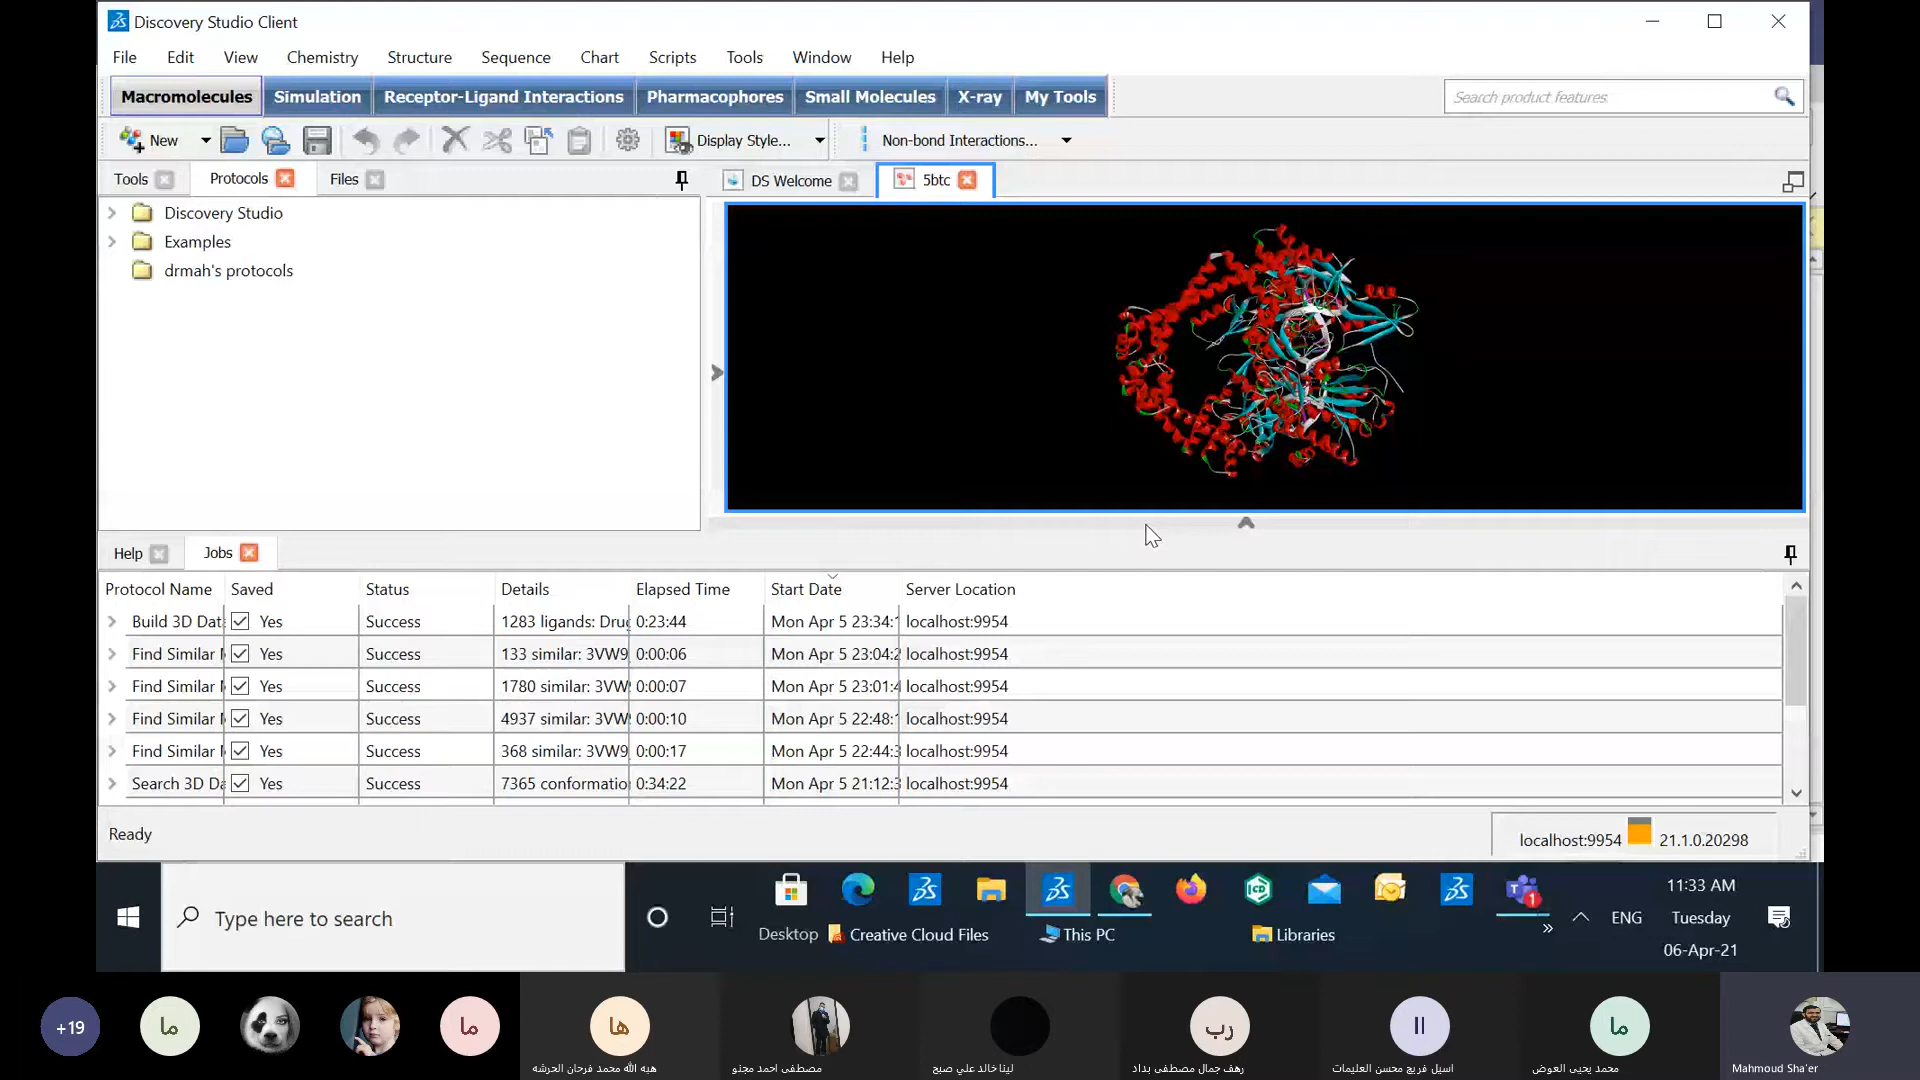 Discovery Studio Client
File Edit View Chemistry Structure Sequence Chart Scripts Tools Window Help
Macromolecules Simulation Receptor-Ligand Interactions Pharmacophores Small Molecules X-ray My Tools
Search product features
New Display Style... Non-bond Interactions...
Tools Protocols Files
DS Welcome 5btc
Discovery Studio
Examples
drmah's protocols
Help Jobs
Protocol Name Saved Status Details Elapsed Time Start Date Server Location
Build 3D Dat Yes Success 1283 ligands: Dru 0:23:44 Mon Apr 5 23:34: localhost:9954
Find Similar Yes Success 133 similar: 3VW9 0:00:06 Mon Apr 5 23:04:2 localhost:9954
Find Similar Yes Success 1780 similar: 3VW 0:00:07 Mon Apr 5 23:01:4 localhost:9954
Find Similar Yes Success 4937 similar: 3VW 0:00:10 Mon Apr 5 22:48: localhost:9954
Find Similar Yes Success 368 similar: 3VW9 0:00:17 Mon Apr 5 22:44:3 localhost:9954
Search 3D Da Yes Success 7365 conformatio 0:34:22 Mon Apr 5 21:12:3 localhost:9954
Ready
localhost:9954 21.1.0.20298
Type here to search
Desktop Creative Cloud Files This PC Libraries
ENG
11:33 AM
Tuesday
06-Apr-21
+19 ما ما ها رب ال ما
هبه الله محمد فرحان الحرشه
مصطفى احمد مجنو
لينا خالد علي صبح
رهف جمال مصطفى بداد
اسيل فريج محسن العليمات
محمد يحيى العوض
Mahmoud Sha'er